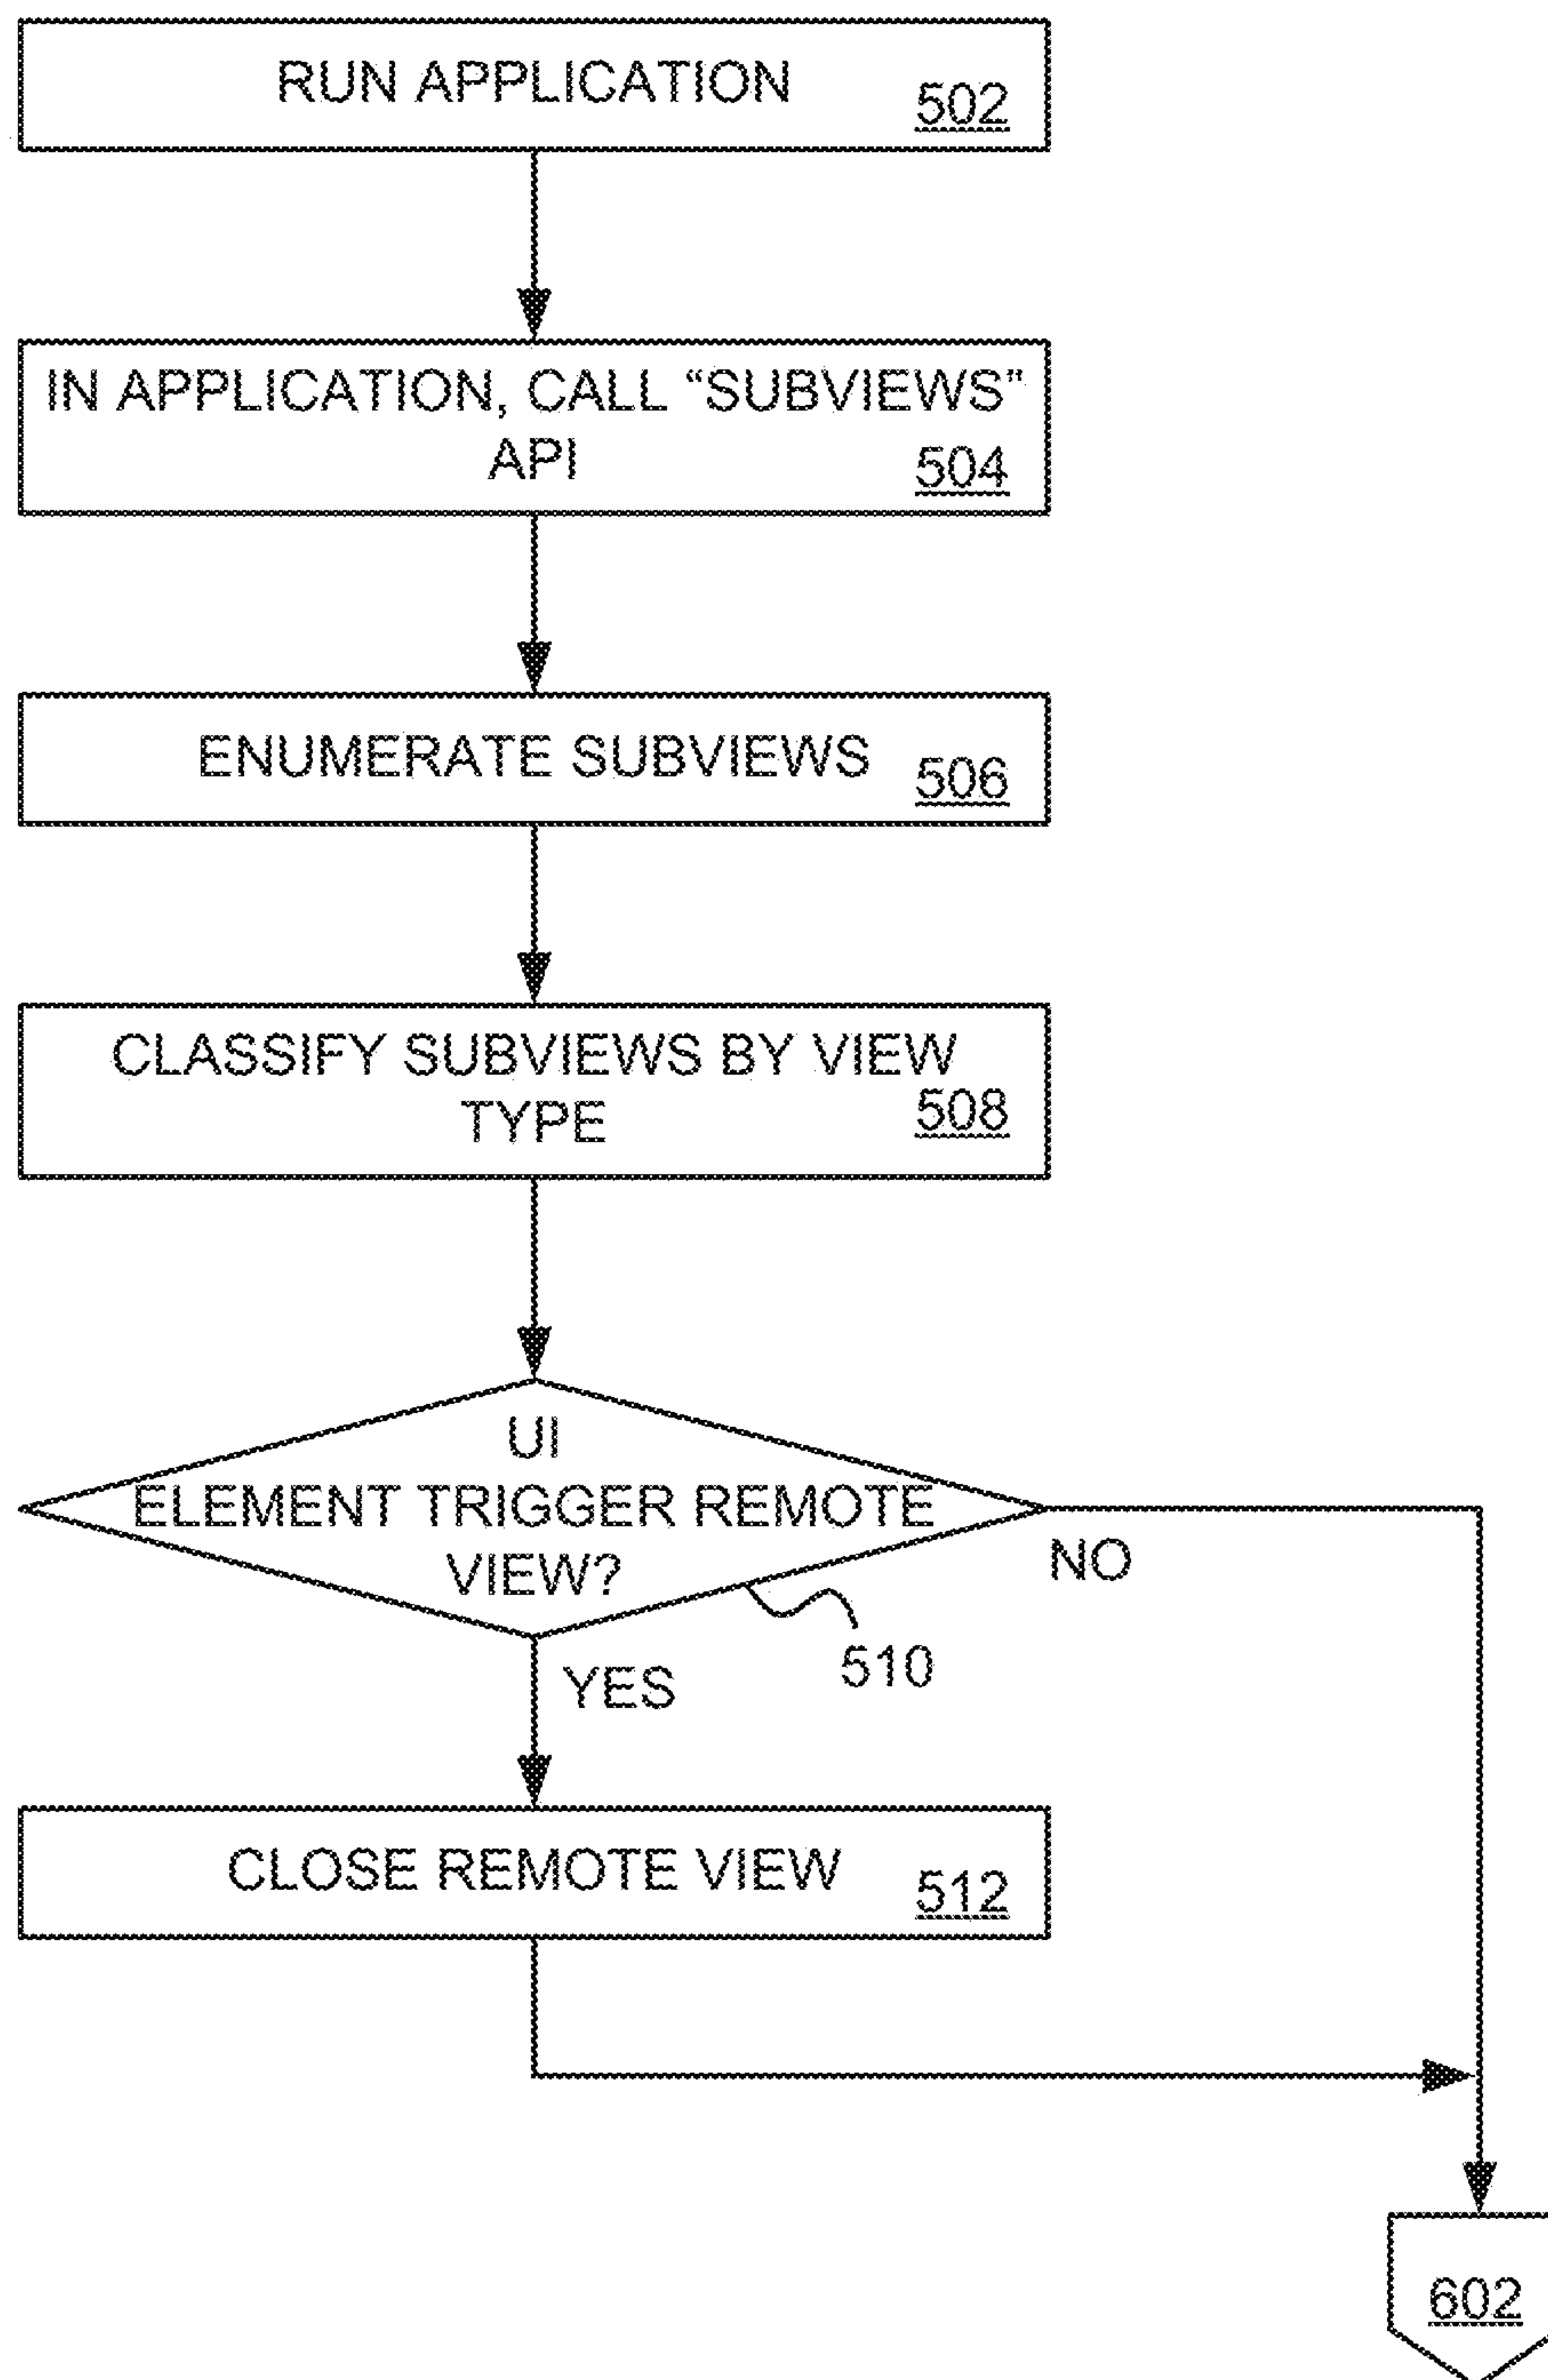 RUN APPLICATION
502
IN APPLICATION, CALL “SUBVIEWS”
API
504
ENUMERATE SUBVIEWS
506
CLASSIFY SUBVIEWS BY VIEW
TYPE
508
UI
ELEMENT TRIGGER REMOTE
VIEW?
NO
510
YES
CLOSE REMOTE VIEW
512
602